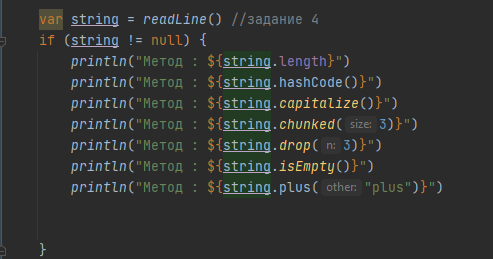 var string = readLine() //задание 4
if (string != null) {
println("Метод : ${string.length}")
println("Метод : ${string.hashCode()}")
println("Метод : ${string.capitalize()}")
println("Метод : ${string.chunked( size: 3)}")
println("Метод : ${string.drop( n: 3)}")
println("Метод : ${string.isEmpty()}")
println("Метод : ${string.plus( other: "plus")}")
}